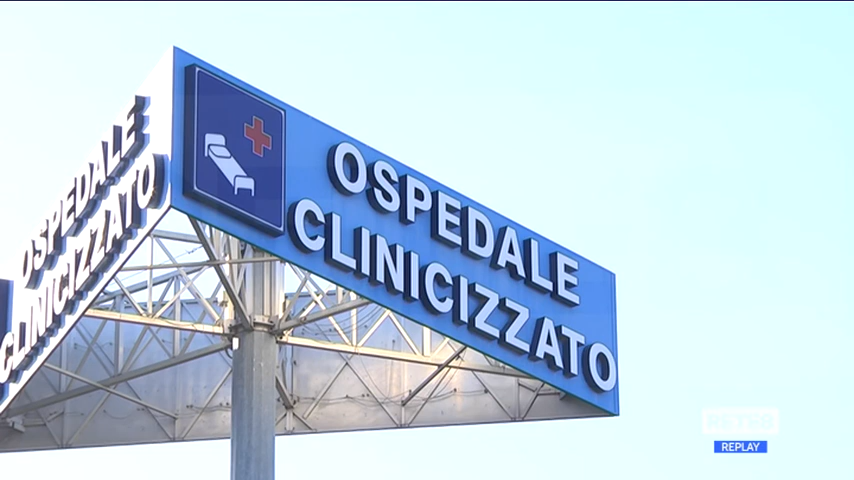 OSPEDALE
CLINICIZZATO
OSPEDALE
CLINICIZZATO
REPLAY